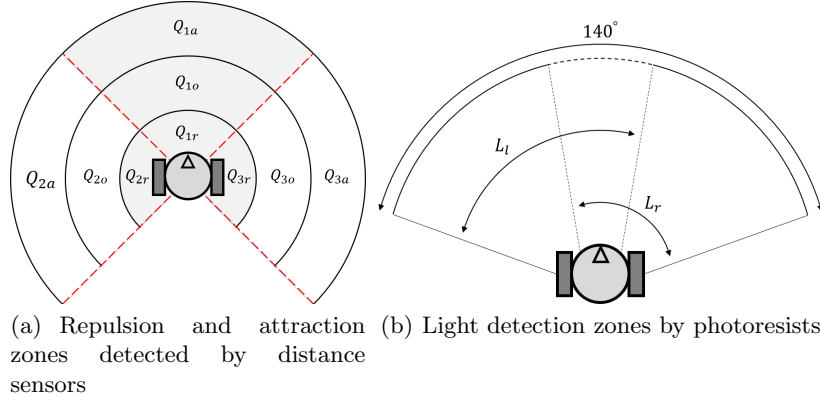 Q1a
Q1o
Q1r
Q2a
Q2o
Q2r
Q3r
Q3o
Q3a
140°
Ll
Lr
(a) Repulsion and attraction
zones detected by distance
sensors
(b) Light detection zones by photoresists